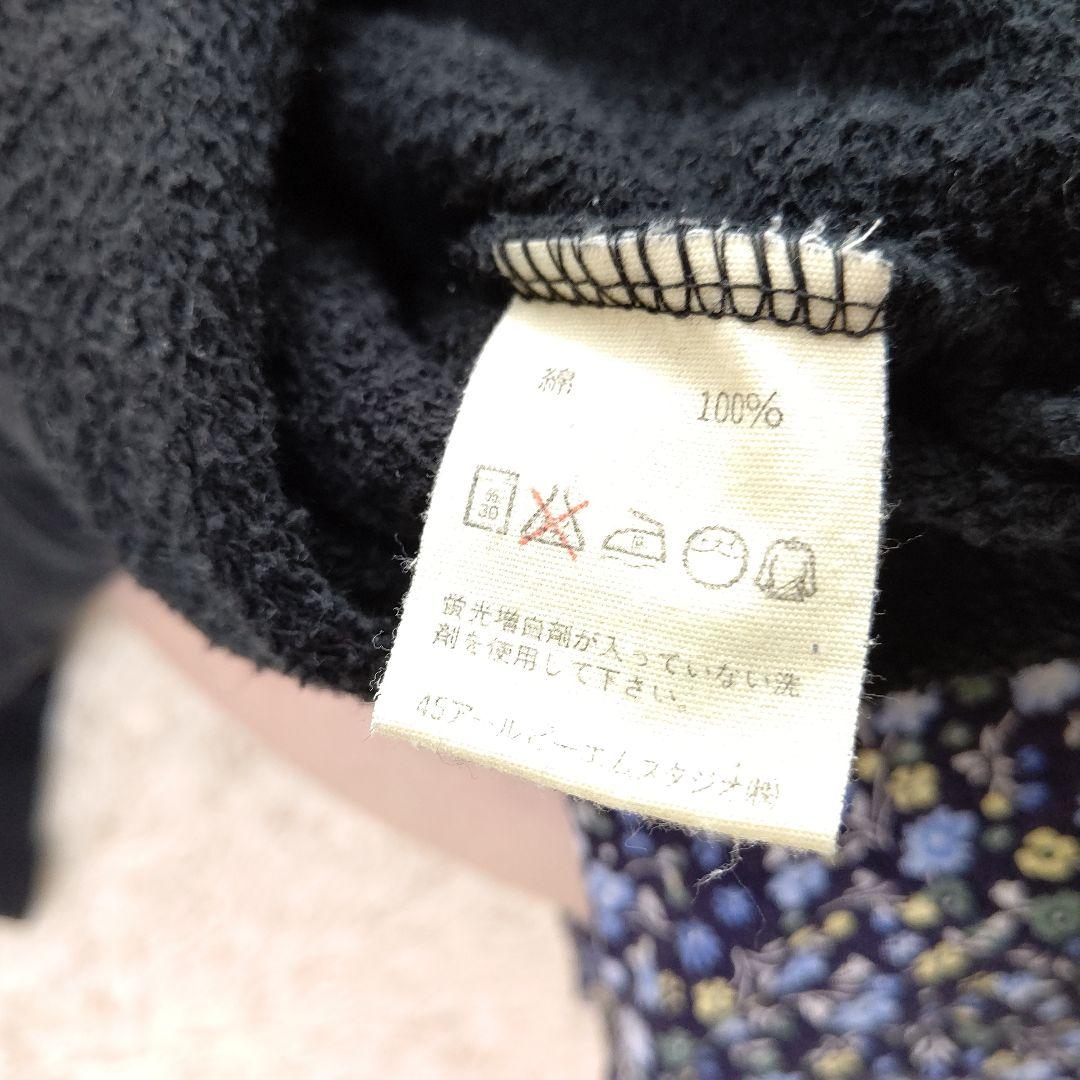 綿 100%
30
蛍光増白剤が入っていない洗
剤を使用して下さい。
45アールピーエムスタジオ㈱